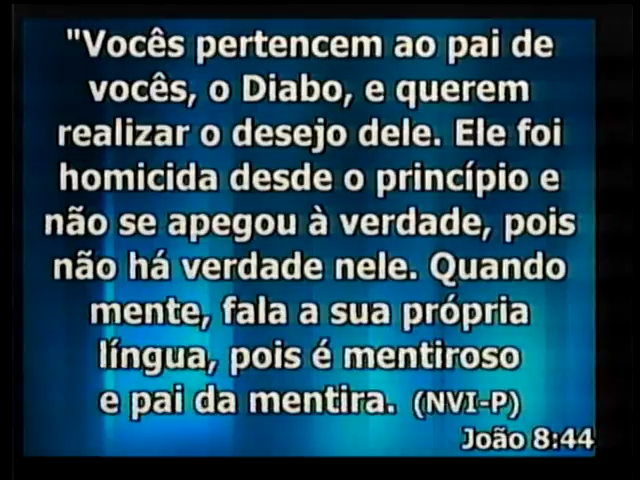 "Vocês pertencem ao pai de
vocês, o Diabo, e querem
realizar o desejo dele. Ele foi
homicida desde o princípio e
não se apegou à verdade, pois
não há verdade nele. Quando
mente, fala a sua própria
língua, pois é mentiroso
e pai da mentira. (NVI-P)
João 8:44